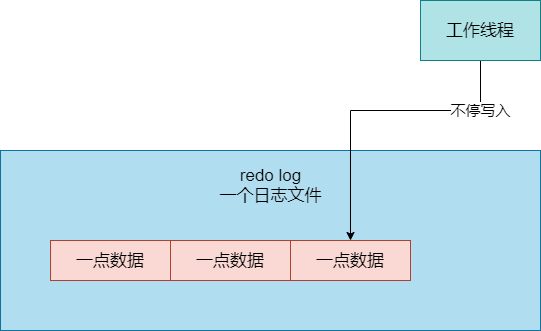 工作线程
不停写入
redo log
一个日志文件
一点数据
一点数据
一点数据